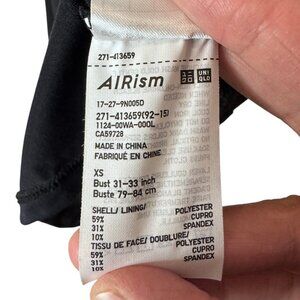 271-413659
AIRism
UNI
QLO
17-27-9N005D
271-413659(92-15)
1124-00WA-000L
CA59728
MADE IN CHINA
FABRIQUÉ EN CHINE
XS
Bust 31-33 inch
Buste 79-84 cm
SHELL/ LINING/
59% POLYESTER
31% CUPRO
10% SPANDEX
TISSU DE FACE/ DOUBLURE/
59% POLYESTER
31% CUPRO
10% SPANDEX